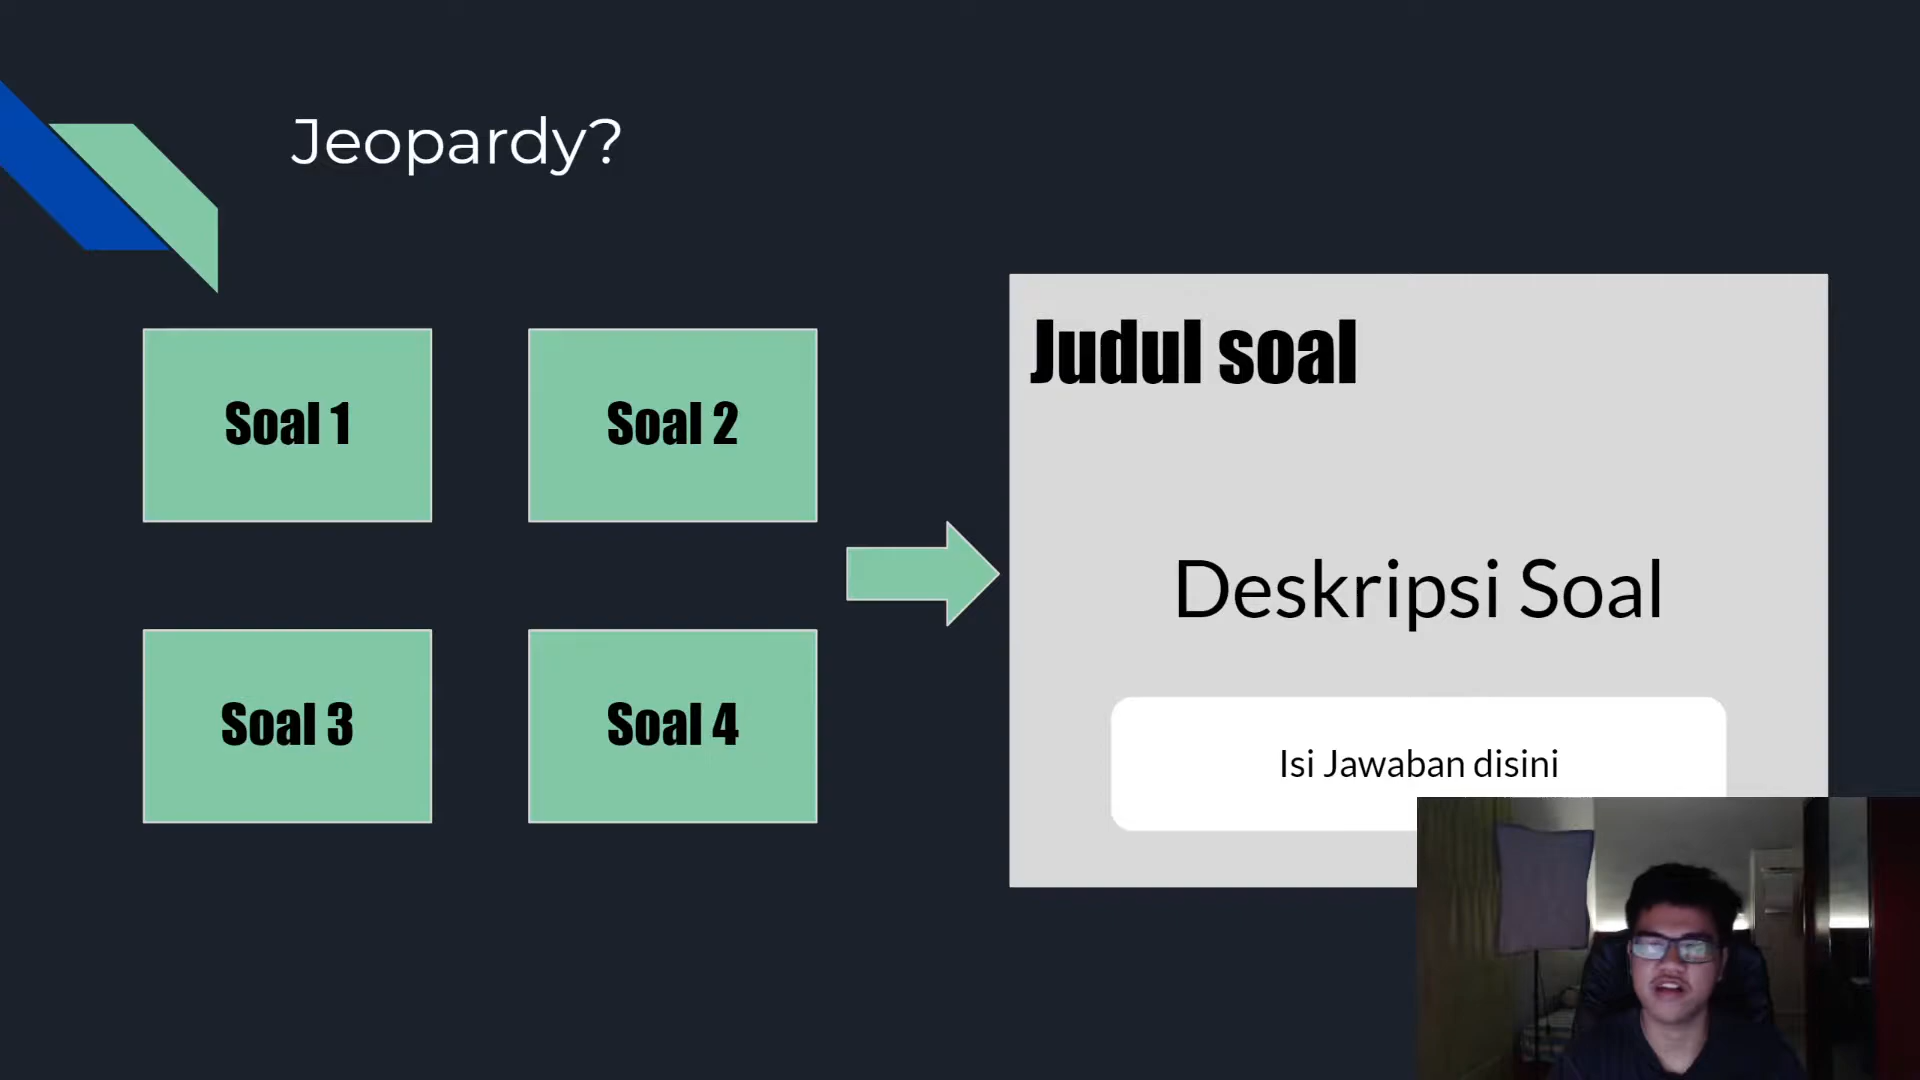 Jeopardy?
Soal 1
Soal 2
Soal 3
Soal 4
Judul soal
Deskripsi Soal
Isi Jawaban disini